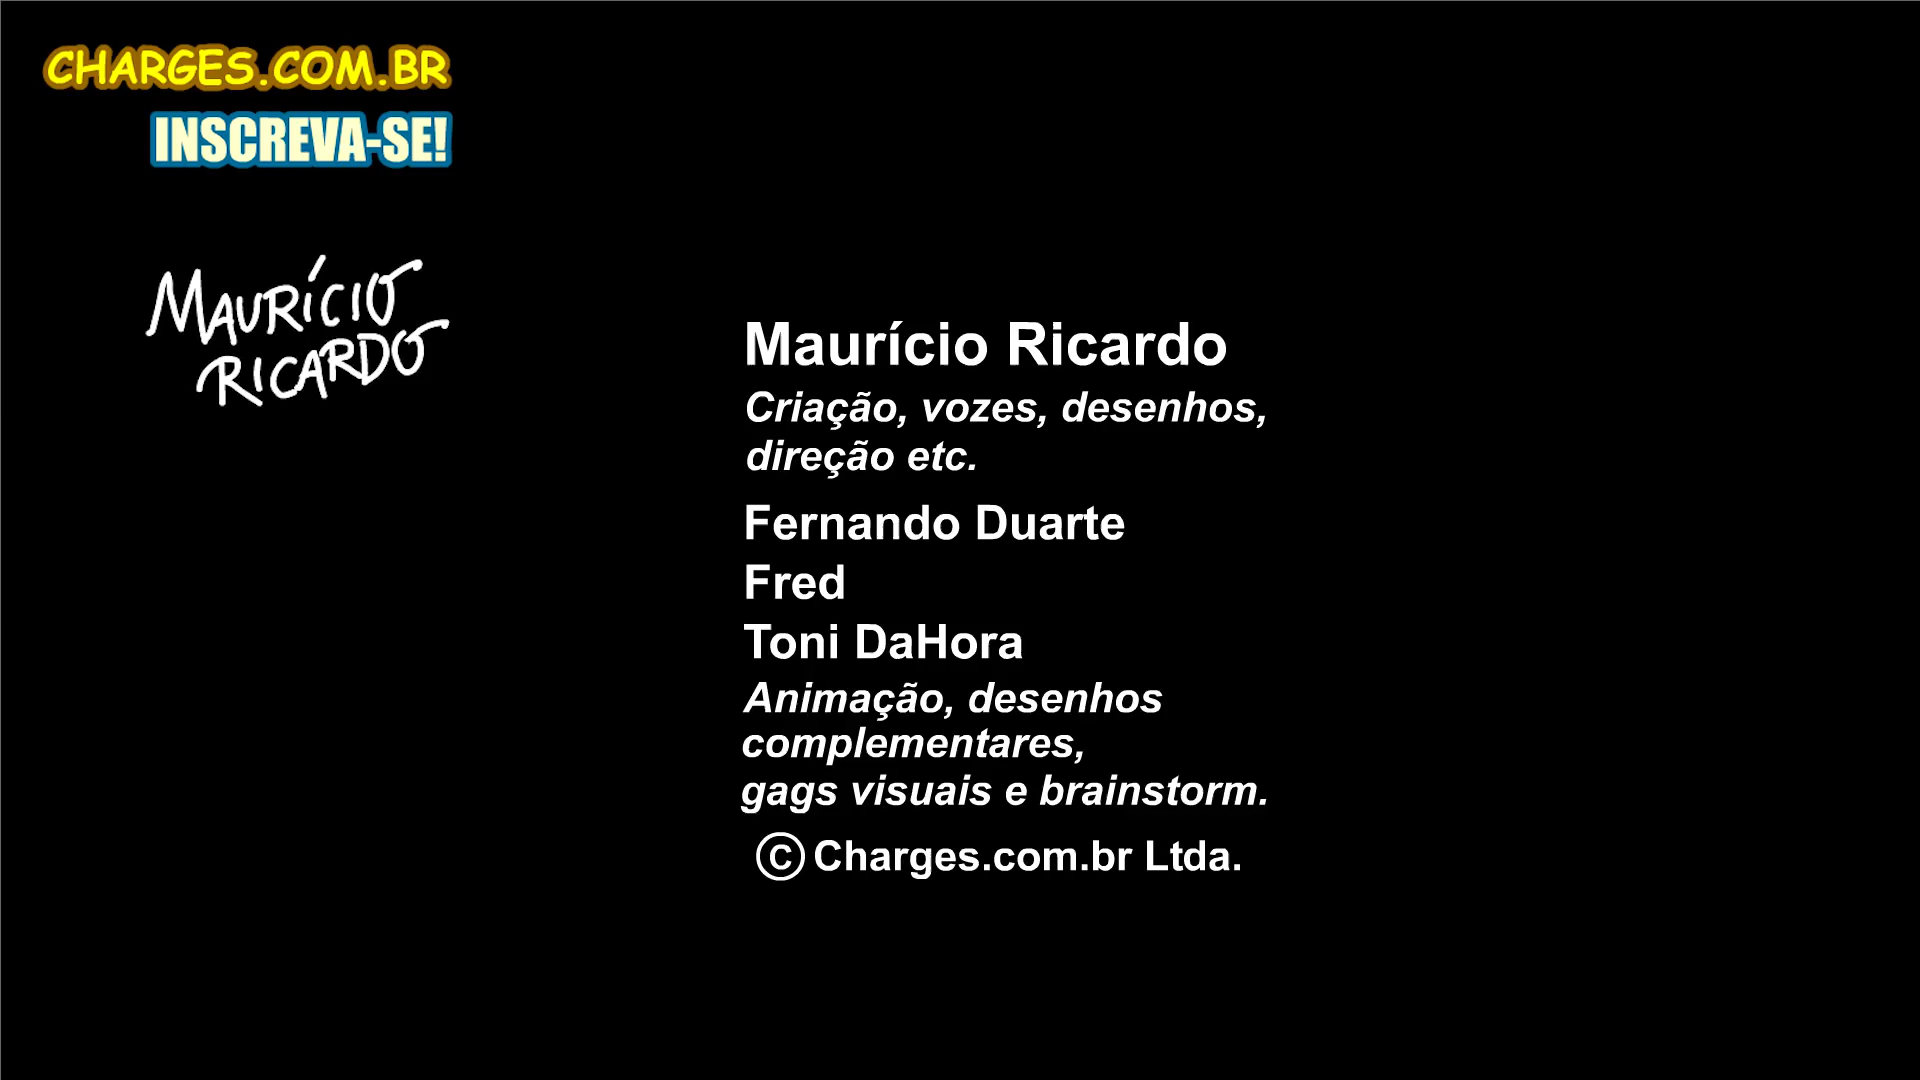 CHARGES.COM.BR
INSCREVA-SE!
MAURÍCIO
RICARDO
Maurício Ricardo
Criação, vozes, desenhos,
direção etc.
Fernando Duarte
Fred
Toni DaHora
Animação, desenhos
complementares,
gags visuais e brainstorm.
© Charges.com.br Ltda.